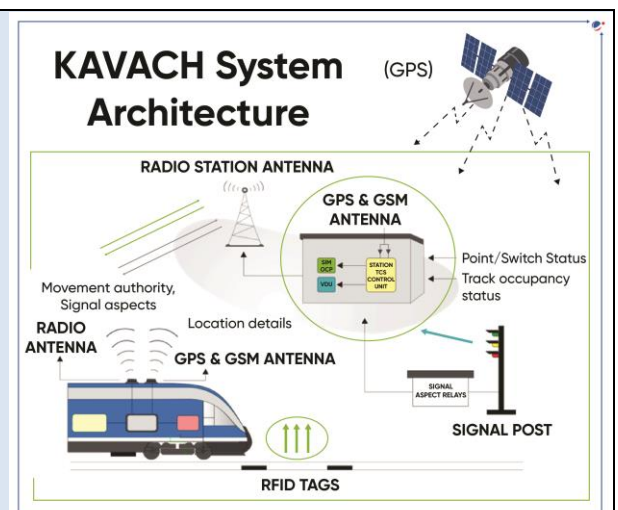 KAVACH System
Architecture
(GPS)
RADIO STATION ANTENNA
GPS & GSM
ANTENNA
SIM
OCP
VDU
STATION
TCS
CONTROL
UNIT
Point/Switch Status
Track occupancy
status
Movement authority,
Signal aspects
Location details
RADIO
ANTENNA
GPS & GSM ANTENNA
SIGNAL
ASPECT RELAYS
SIGNAL POST
RFID TAGS